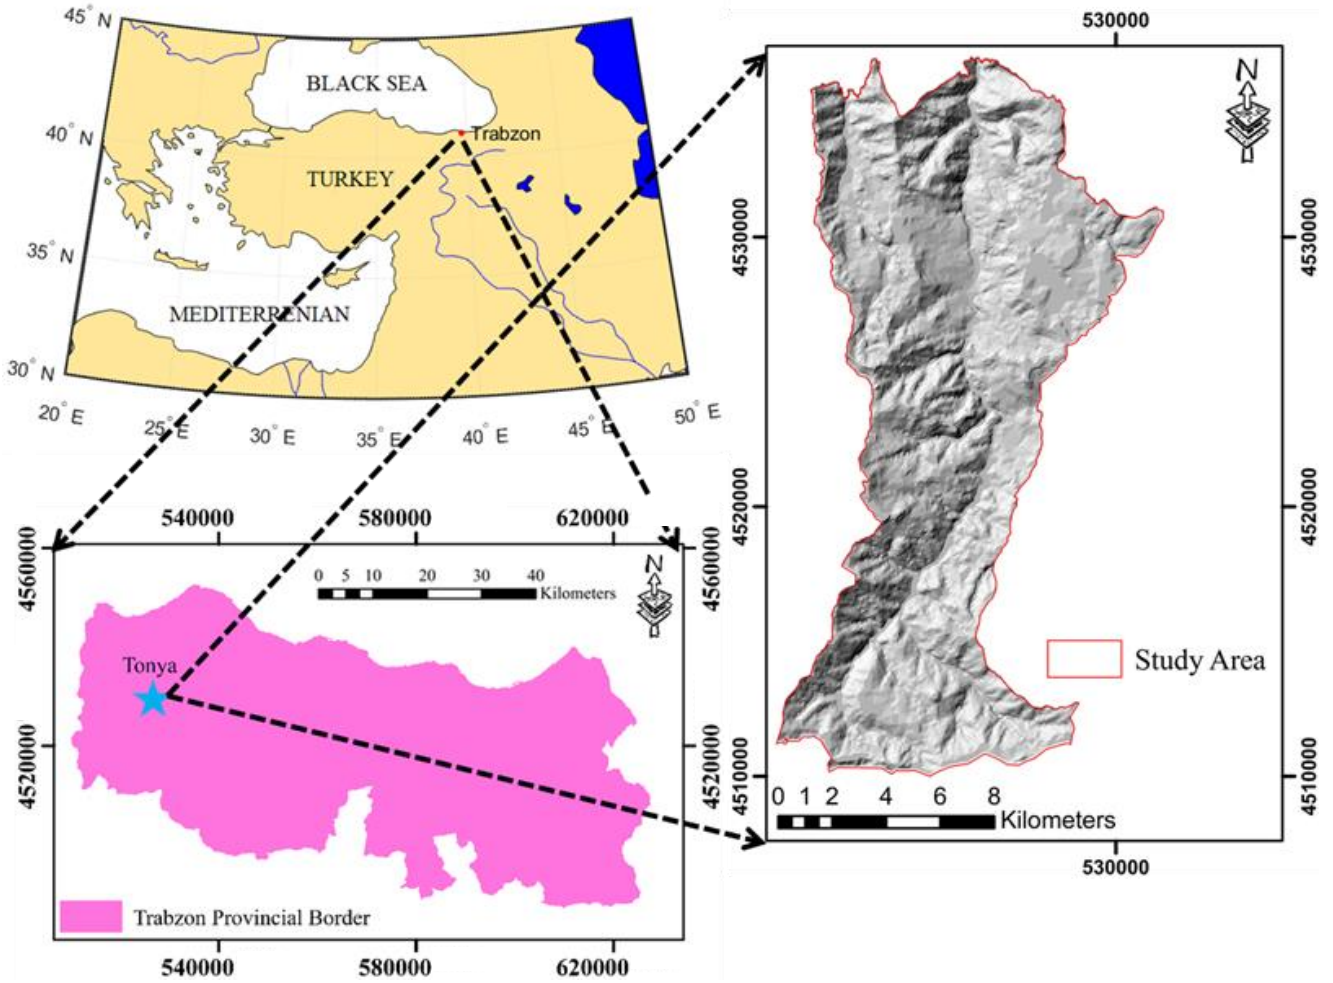 45° N
40° N
35° N
30° N
20° E
25° E
30° E
35° E
40° E
45° E
50° E
BLACK SEA
Trabzon
TURKEY
MEDITERRENIAN
540000
580000
620000
4560000
4520000
4560000
4520000
0 5 10 20 30 40
Kilometers
N
Tonya
Trabzon Provincial Border
540000
580000
620000
530000
N
4530000
4520000
4510000
4530000
4520000
4510000
Study Area
0 1 2 4 6 8
Kilometers
530000